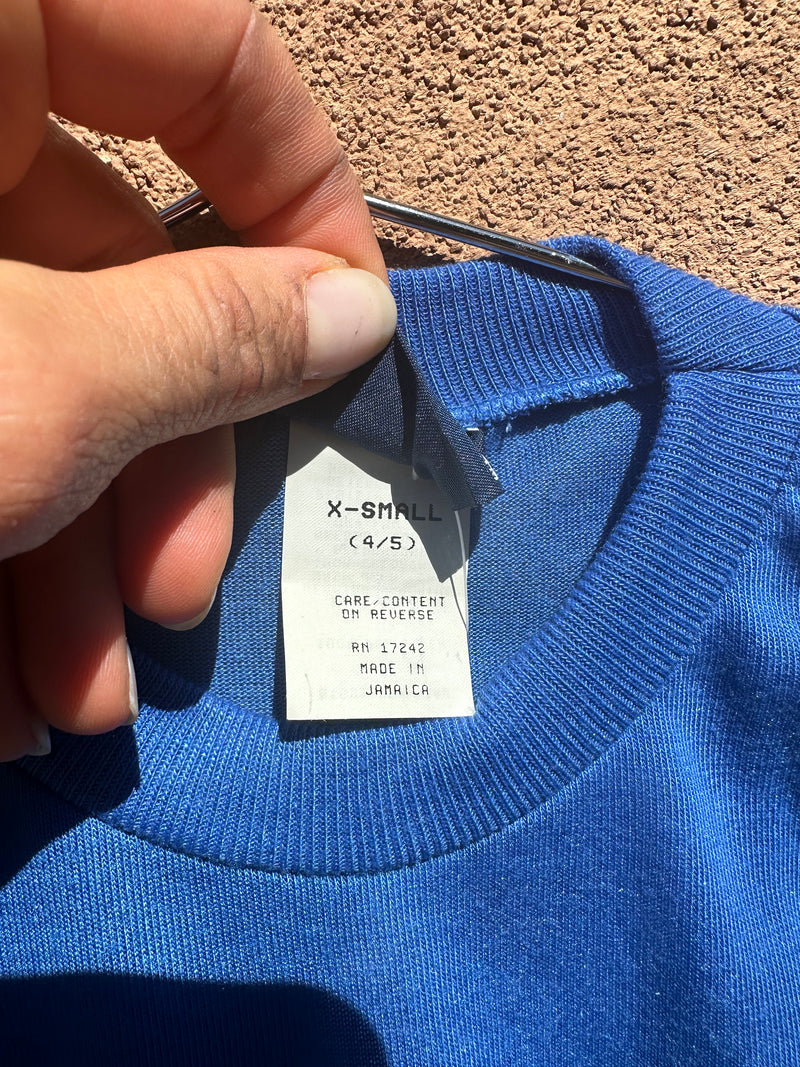 X-SMALL
(4/5)
CARE/CONTENT
ON REVERSE
RN 17242
MADE IN
JAMAICA